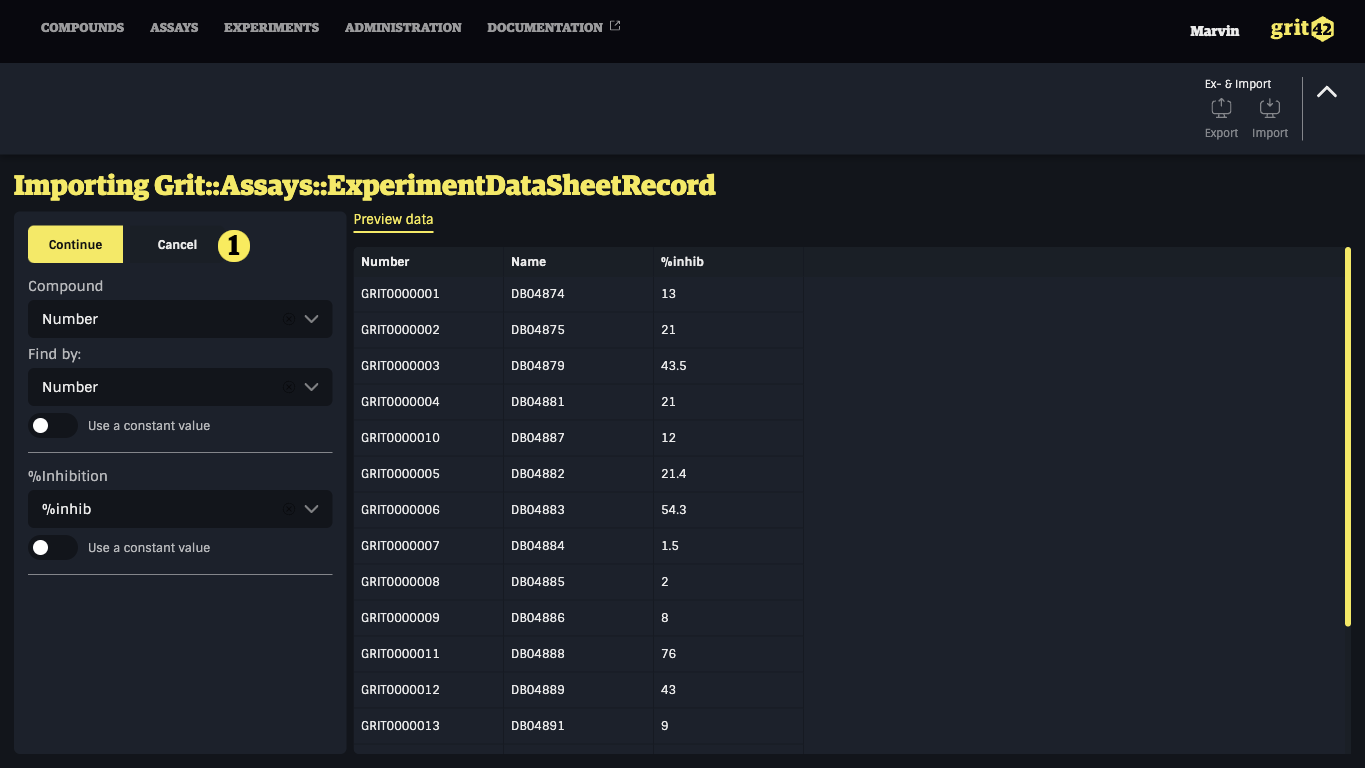 COMPOUNDS ASSAYS EXPERIMENTS ADMINISTRATION DOCUMENTATION Marvin grit42
Ex- & Import
Export Import
Importing Grit::Assays::ExperimentDataSheetRecord
Continue Cancel 1
Compound
Number
Find by:
Number
Use a constant value
%Inhibition
%inhib
Use a constant value
Preview data
Number Name %inhib
GRIT0000001 DB04874 13
GRIT0000002 DB04875 21
GRIT0000003 DB04879 43.5
GRIT0000004 DB04881 21
GRIT0000010 DB04887 12
GRIT0000005 DB04882 21.4
GRIT0000006 DB04883 54.3
GRIT0000007 DB04884 1.5
GRIT0000008 DB04885 2
GRIT0000009 DB04886 8
GRIT0000011 DB04888 76
GRIT0000012 DB04889 43
GRIT0000013 DB04891 9